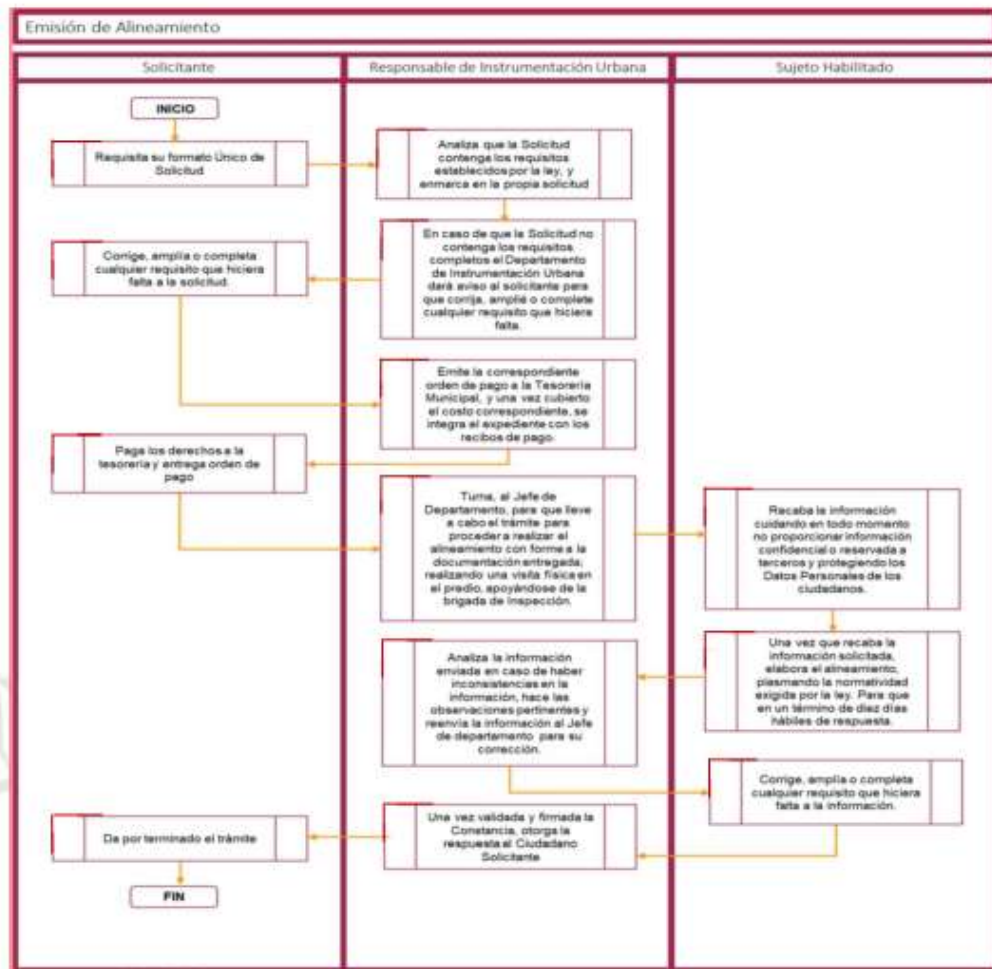 Emisión de Alineamiento
Solicitante
Responsable de Instrumentación Urbana
Sujeto Habilitado
INICIO
Requisita su formato Único de
Solicitud
Analiza que la Solicitud
contenga los requisitos
establecidos por la ley, y
enmarca en la propia solicitud
En caso de que la Solicitud no
contenga los requisitos
completos el Departamento
de Instrumentación Urbana
dará aviso al solicitante para
que corrija, amplié o complete
cualquier requisito que hiciera
falta.
Corrige, amplia o completa
cualquier requisito que hiciera
falta a la solicitud.
Emite la correspondiente
orden de pago a la Tesorería
Municipal, y una vez cubierto
el costo correspondiente, se
integra el expediente con los
recibos de pago.
Paga los derechos a la
tesorería y entrega orden de
pago
Turna, al Jefe de
Departamento, para que lleve
a cabo el trámite para
proceder a realizar el
alineamiento con forme a la
documentación entregada;
realizando una visita física en
el predio, apoyándose de la
brigada de Inspección.
Recaba la información
cuidando en todo momento
no proporcionar información
confidencial o reservada a
terceros y protegiendo los
Datos Personales de los
ciudadanos.
Una vez que recaba la
información solicitada,
elabora el alineamiento,
plasmando la normatividad
exigida por la ley. Para que
en un término de diez días
hábiles de respuesta.
Analiza la información
enviada en caso de haber
inconsistencias en la
información, hace las
observaciones pertinentes y
reenvía la información al Jefe
de departamento para su
corrección.
Corrige, amplia o completa
cualquier requisito que hiciera
falta a la información.
Una vez validada y firmada la
Constancia, otorga la
respuesta al Ciudadano
Solicitante
Da por terminado el trámite
FIN